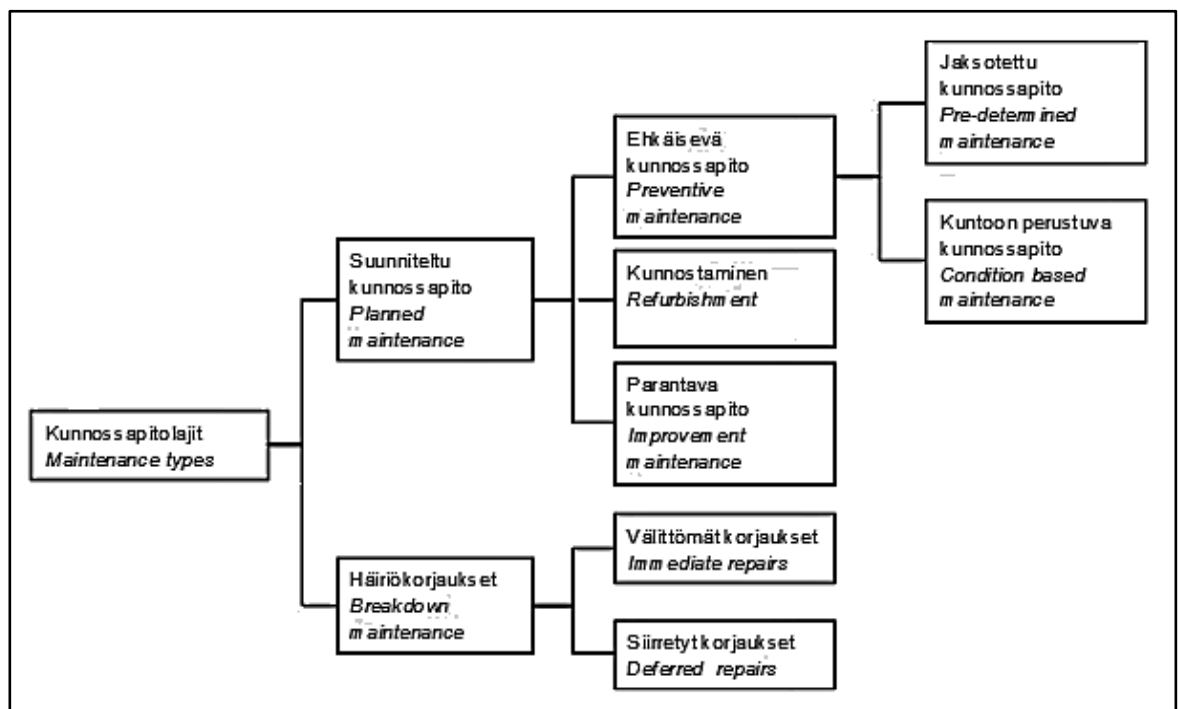 Kunnossapitolajit
Maintenance types
Suunniteltu
kunnossapito
Planned
maintenance
Häiriökorjaukset
Breakdown
maintenance
Ehkäisevä
kunnossapito
Preventive
maintenance
Kunnostaminen
Refurbishment
Parantava
kunnossapito
Improvement
maintenance
Välittömät korjaukset
Immediate repairs
Siirretyt korjaukset
Deferred repairs
Jaksotettu
kunnossapito
Pre-determined
maintenance
Kuntoon perustuva
kunnossapito
Condition based
maintenance